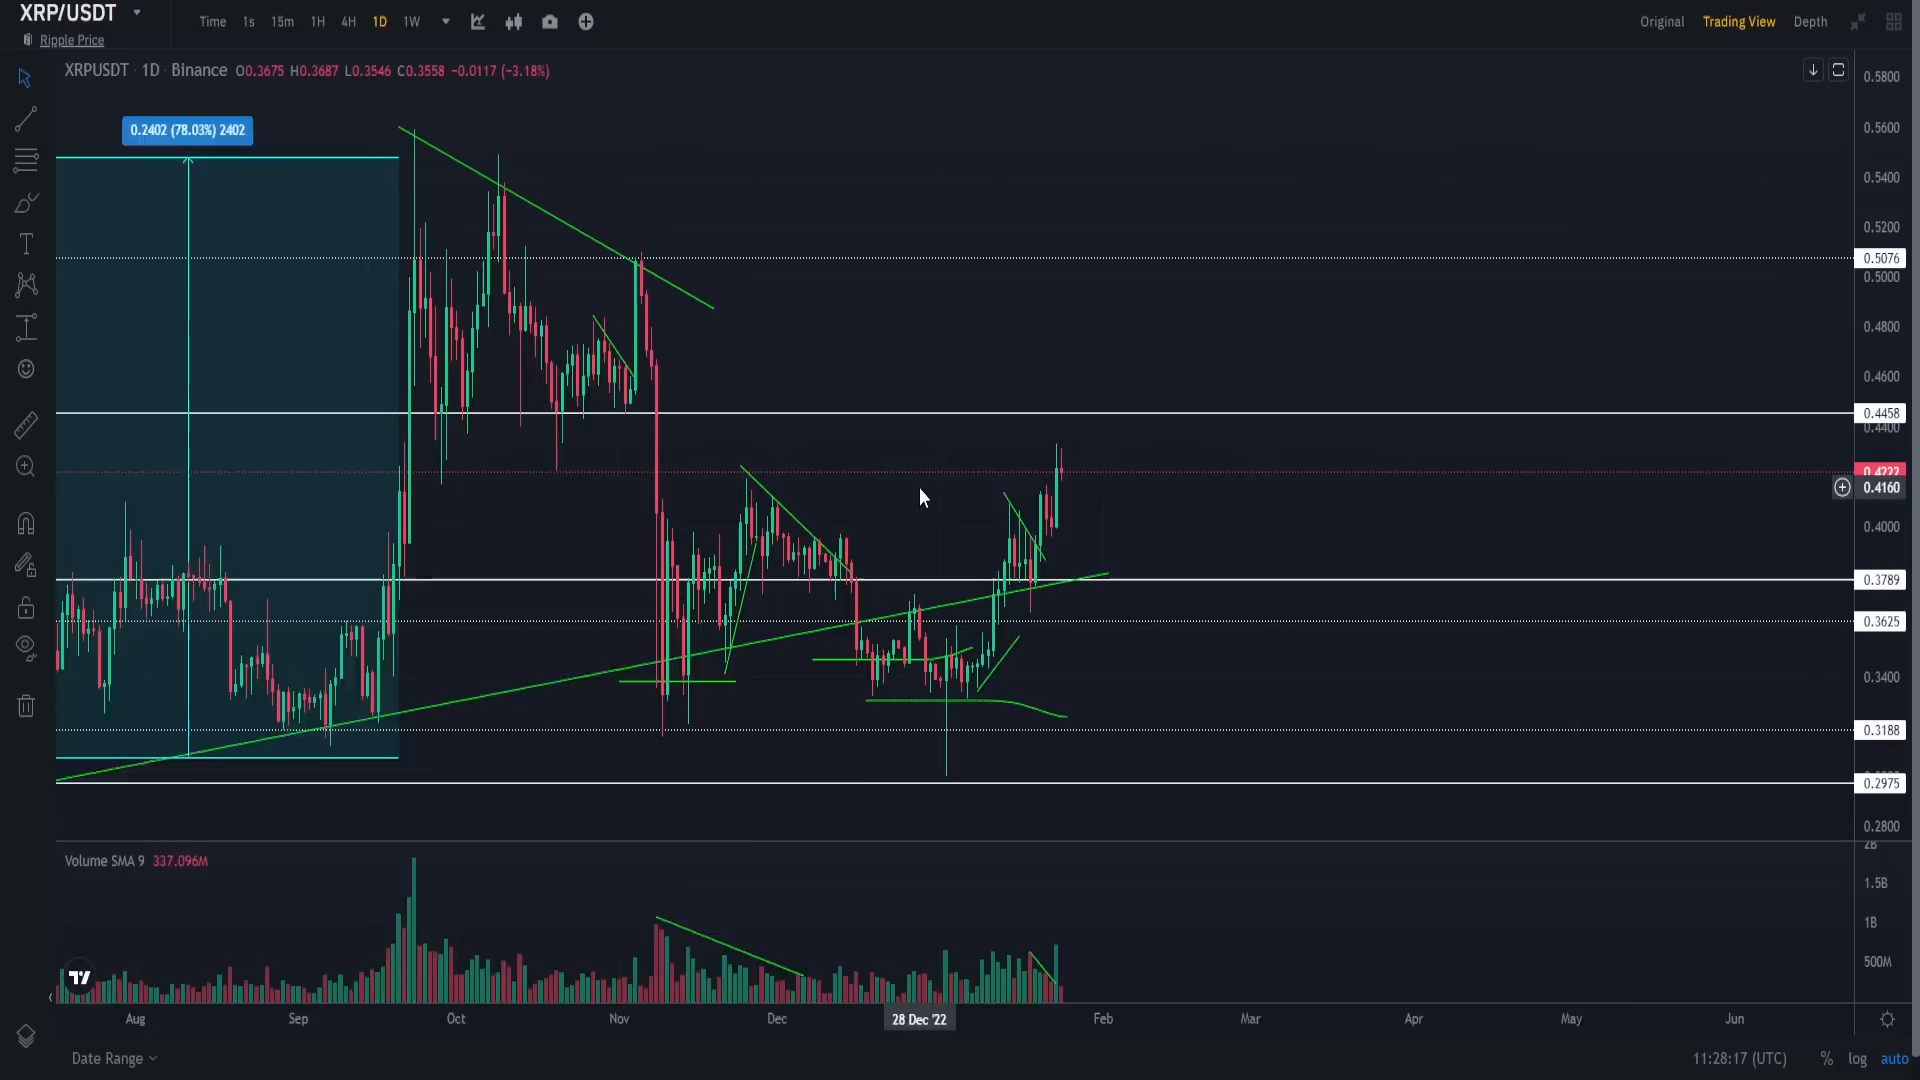 XRP/USDT
Ripple Price
Time 1s 15m 1H 4H 1D 1W
Original Trading View Depth
XRPUSDT · 1D · Binance O0.3675 H0.3687 L0.3546 C0.3558 −0.0117 (−3.18%)
0.2402 (78.03%) 2402
0.5800
0.5600
0.5400
0.5200
0.5076
0.5000
0.4800
0.4600
0.4458
0.4400
0.4222
0.4160
0.4000
0.3789
0.3625
0.3400
0.3188
0.2975
0.2800
Volume SMA 9 337.096M
2B
1.5B
1B
500M
Aug Sep Oct Nov Dec 28 Dec '22 Feb Mar Apr May Jun
Date Range
11:28:17 (UTC) % log auto